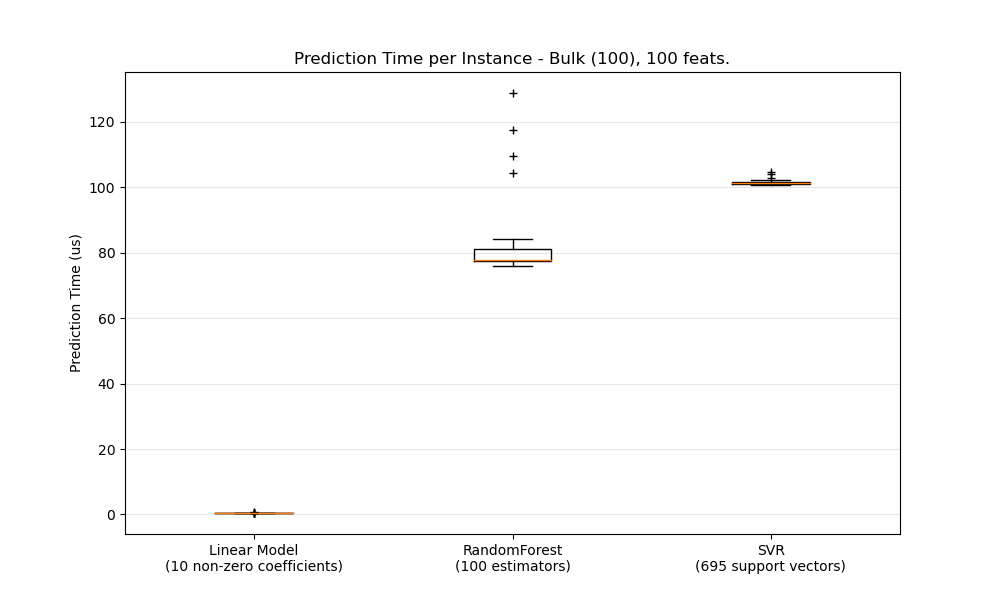 Prediction Time per Instance - Bulk (100), 100 feats.
Prediction Time (us)
120
100
80
60
40
20
0
Linear Model
(10 non-zero coefficients)
RandomForest
(100 estimators)
SVR
(695 support vectors)